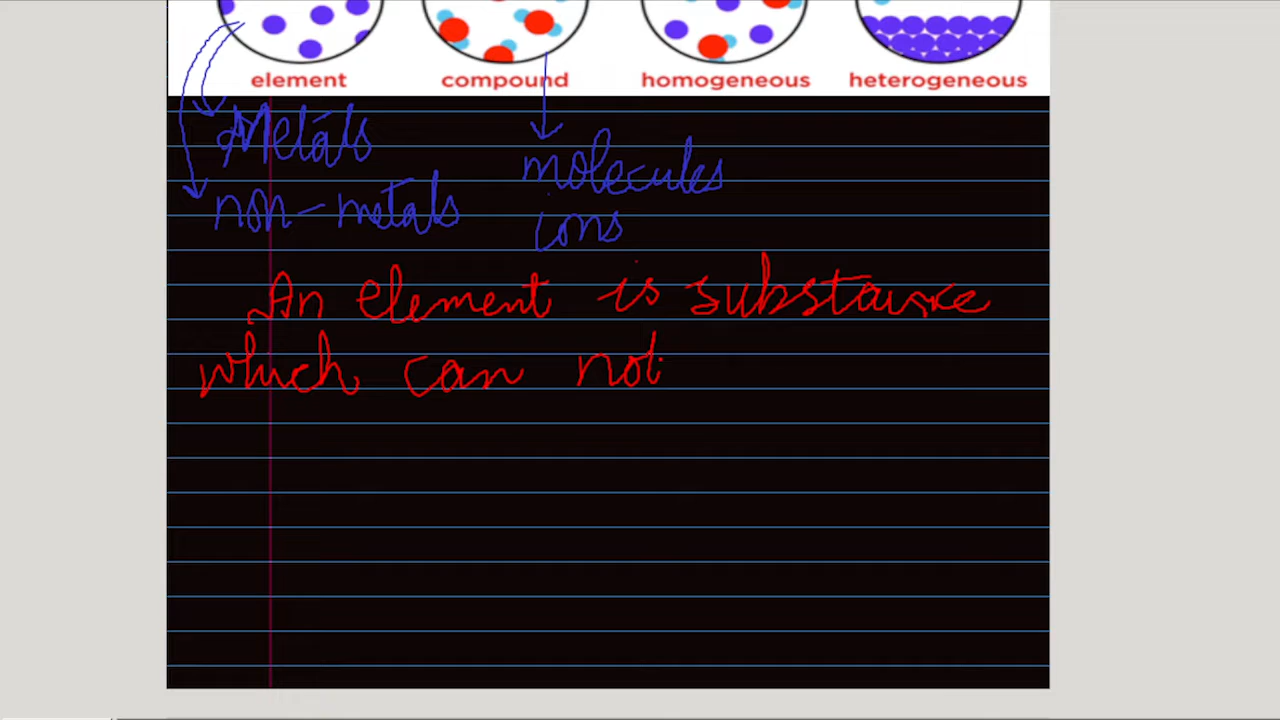 element compound homogeneous heterogeneous
Metals
non-metals
molecules
ions
An element is substance
which can not